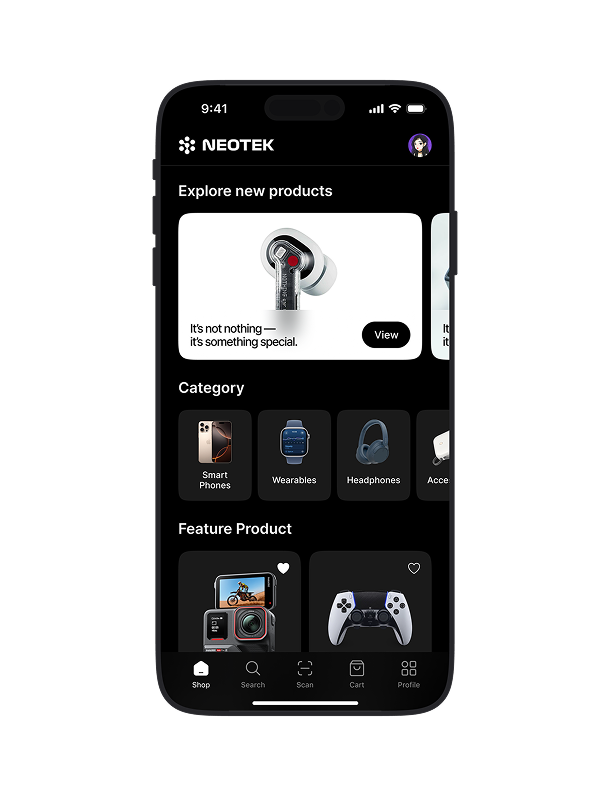 9:41
NEOTEK
Explore new products
It's not nothing —
it's something special.
View
It
it
Category
Smart
Phones
Wearables
Headphones
Acce
Feature Product
Shop
Search
Scan
Cart
Profile